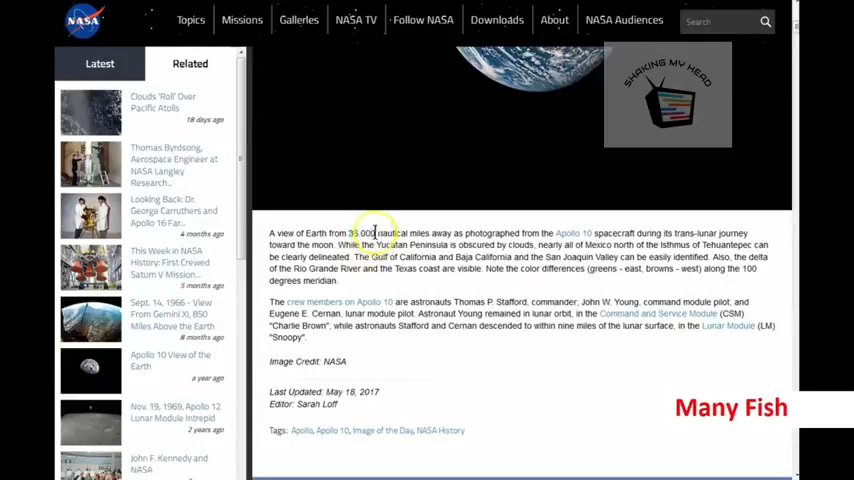 NASA
Topics Missions Galleries NASA TV Follow NASA Downloads About NASA Audiences Search
SHAKING MY HEAD
Latest Related
Clouds 'Roll' Over
Pacific Atolls
18 days ago
Thomas Byrdsong,
Aerospace Engineer at
NASA Langley
Research...
4 months ago
Looking Back: Dr.
George Carruthers and
Apollo 16 Far...
4 months ago
This Week in NASA
History: First Crewed
Saturn V Mission...
5 months ago
Sept. 14, 1966 - View
From Gemini XI, 850
Miles Above the Earth
8 months ago
Apollo 10 View of the
Earth
a year ago
Nov. 19, 1969, Apollo 12
Lunar Module Intrepid
2 years ago
John F. Kennedy and
NASA
A view of Earth from 36,000 nautical miles away as photographed from the Apollo 10 spacecraft during its trans-lunar journey
toward the moon. While the Yucatan Peninsula is obscured by clouds, nearly all of Mexico north of the Isthmus of Tehuantepec can
be clearly delineated. The Gulf of California and Baja California and the San Joaquin Valley can be easily identified. Also, the delta
of the Rio Grande River and the Texas coast are visible. Note the color differences (greens - east, browns - west) along the 100
degrees meridian.
The crew members on Apollo 10 are astronauts Thomas P. Stafford, commander; John W. Young, command module pilot; and
Eugene E. Cernan, lunar module pilot. Astronaut Young remained in lunar orbit, in the Command and Service Module (CSM)
"Charlie Brown", while astronauts Stafford and Cernan descended to within nine miles of the lunar surface, in the Lunar Module (LM)
"Snoopy".
Image Credit: NASA
Last Updated: May 18, 2017
Editor: Sarah Loff
Tags: Apollo, Apollo 10, Image of the Day, NASA History
Many Fish